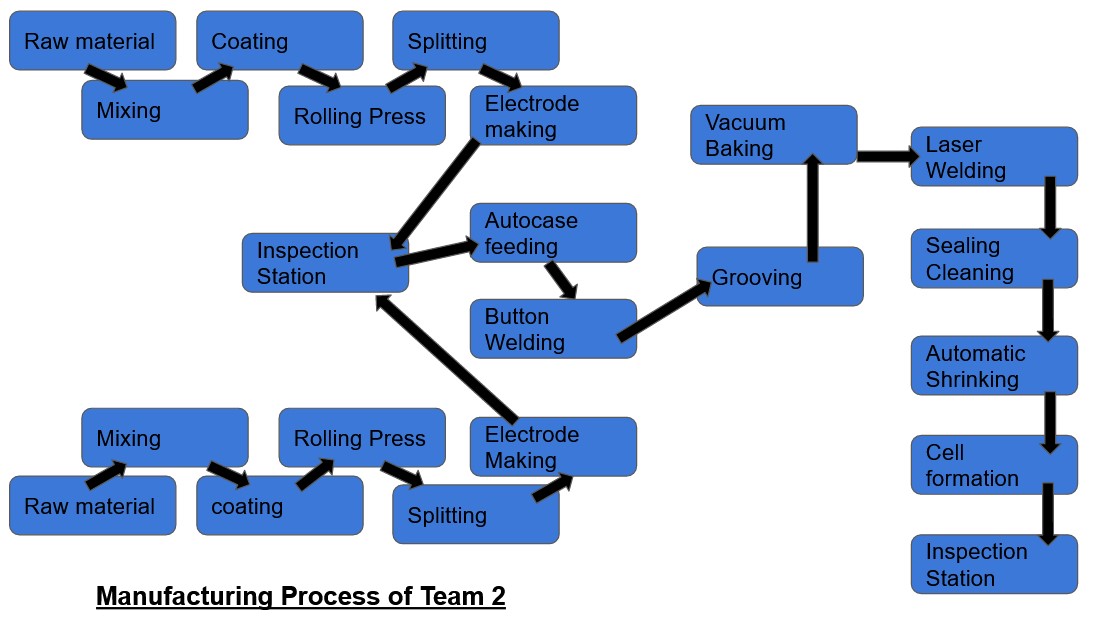 Raw material
Mixing
Coating
Rolling Press
Splitting
Electrode
making
Inspection
Station
Autocase
feeding
Button
Welding
Grooving
Vacuum
Baking
Laser
Welding
Sealing
Cleaning
Automatic
Shrinking
Cell
formation
Inspection
Station
Raw material
Mixing
coating
Rolling Press
Splitting
Electrode
Making
Manufacturing Process of Team 2